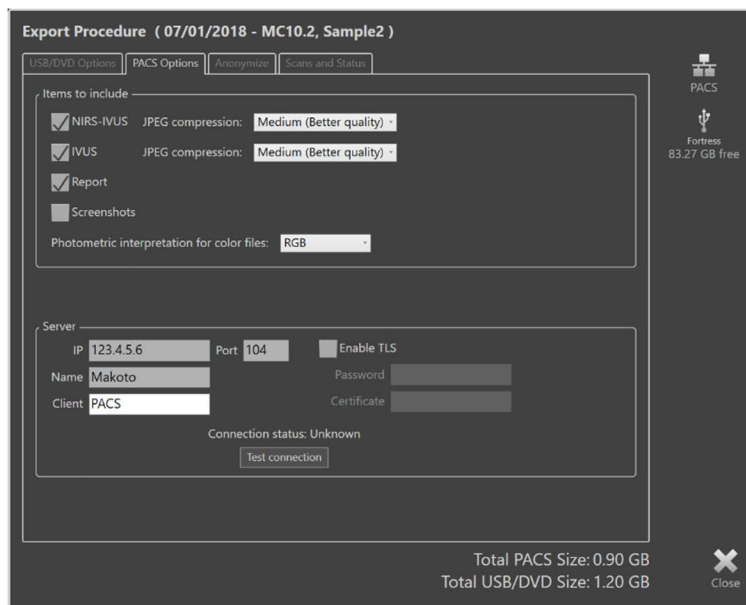 Export Procedure ( 07/01/2018 - MC10.2, Sample2 )
USB/DVD Options PACS Options Anonymize Scans and Status
Items to include
NIRS-IVUS JPEG compression: Medium (Better quality)
IVUS JPEG compression: Medium (Better quality)
Report
Screenshots
Photometric interpretation for color files: RGB
Server
IP 123.4.5.6 Port 104 Enable TLS
Name Makoto Password
Client PACS Certificate
Connection status: Unknown
Test connection
PACS
Fortress
83.27 GB free
Total PACS Size: 0.90 GB
Total USB/DVD Size: 1.20 GB
Close